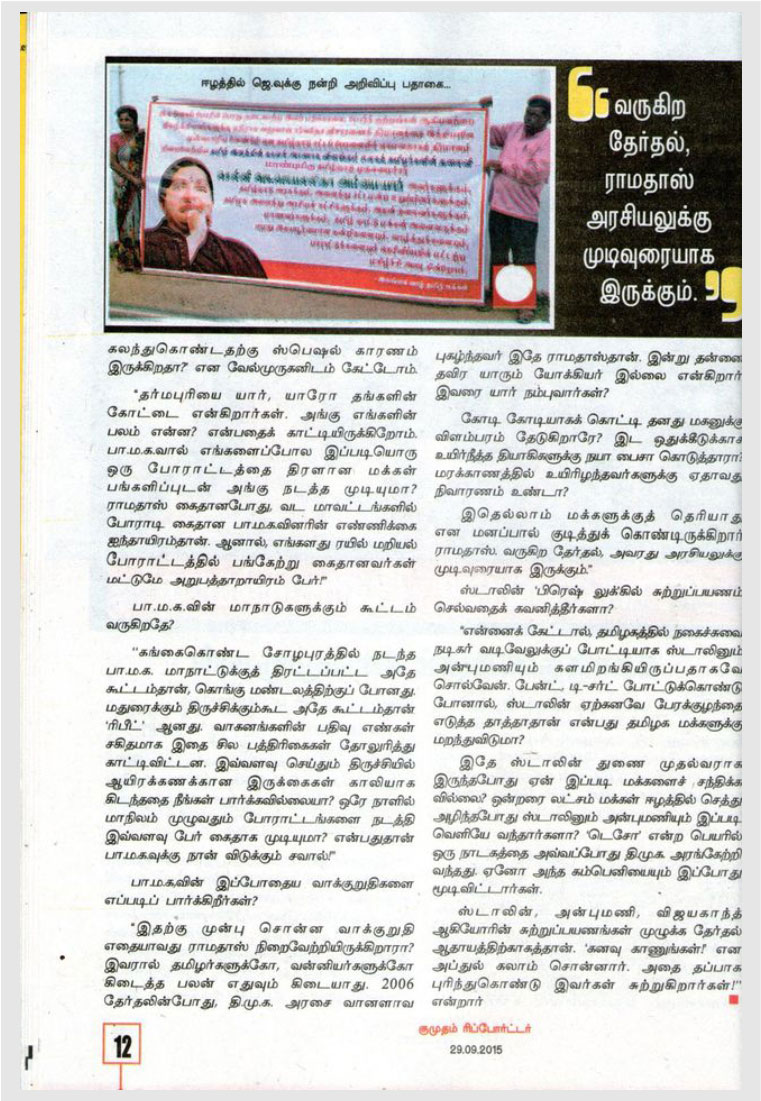 ஈழத்தில் ஜெ.வுக்கு நன்றி அறிவிப்பு பதாகை...
வருகிற
தேர்தல்,
ராமதாஸ்
அரசியலுக்கு
முடிவுரையாக
இருக்கும்.
கலந்துகொண்டதற்கு ஸ்பெஷல் காரணம்
இருக்கிறதா? என வேல்முருகனிடம் கேட்டோம்.
"தர்மபுரியை யார், யாரோ தங்களின்
கோட்டை என்கிறார்கள். அங்கு எங்களின்
பலம் என்ன? என்பதைக் காட்டியிருக்கிறோம்.
பா.ம.க.வால் எங்களைப்போல இப்படியொரு
ஒரு போராட்டத்தை திரளான மக்கள்
பங்களிப்புடன் அங்கு நடத்த முடியுமா?
ராமதாஸ் கைதானபோது, வட மாவட்டங்களில்
போராடி கைதான பா.ம.க.வினரின் எண்ணிக்கை
ஐந்தாயிரம்தான். ஆனால், எங்களது ரயில் மறியல்
போராட்டத்தில் பங்கேற்று கைதானவர்கள்
மட்டுமே அறுபத்தாறாயிரம் பேர்!"
பா.ம.க.வின் மாநாடுகளுக்கும் கூட்டம்
வருகிறதே?
"கங்கைகொண்ட சோழபுரத்தில் நடந்த
பா.ம.க. மாநாட்டுக்குத் திரட்டப்பட்ட அதே
கூட்டம்தான், கொங்கு மண்டலத்திற்குப் போனது.
மதுரைக்கும் திருச்சிக்கும்கூட அதே கூட்டம்தான்
'ரிபீட்' ஆனது. வாகனங்களின் பதிவு எண்கள்
சகிதமாக இதை சில பத்திரிகைகள் தோலுரித்து
காட்டிவிட்டன. இவ்வளவு செய்தும் திருச்சியில்
ஆயிரக்கணக்கான இருக்கைகள் காலியாக
கிடந்ததை நீங்கள் பார்க்கவில்லையா? ஒரே நாளில்
மாநிலம் முழுவதும் போராட்டங்களை நடத்தி
இவ்வளவு பேர் கைதாக முடியுமா? என்பதுதான்
பா.ம.கவுக்கு நான் விடுக்கும் சவால்!"
பா.ம.க.வின் இப்போதைய வாக்குறுதிகளை
எப்படிப் பார்க்கிறீர்கள்?
"இதற்கு முன்பு சொன்ன வாக்குறுதி
எதையாவது ராமதாஸ் நிறைவேற்றியிருக்கிறாரா?
இவரால் தமிழர்களுக்கோ, வன்னியர்களுக்கோ
கிடைத்த பலன் எதுவும் கிடையாது. 2006
தேர்தலின்போது, தி.மு.க. அரசை வானளாவ
புகழ்ந்தவர் இதே ராமதாஸ்தான். இன்று தன்னை
தவிர யாரும் யோக்கியர் இல்லை என்கிறார்
இவரை யார் நம்புவார்கள்?
கோடி கோடியாகக் கொட்டி தனது மகனுக்கு
விளம்பரம் தேடுகிறாரே? இட ஒதுக்கீடுக்காக
உயிர்நீத்த தியாகிகளுக்கு நயா பைசா கொடுத்தாரா?
மரக்காணத்தில் உயிரிழந்தவர்களுக்கு ஏதாவது
நிவாரணம் உண்டா?
இதெல்லாம் மக்களுக்குத் தெரியாது
என மனப்பால் குடித்துக் கொண்டிருக்கிறார்
ராமதாஸ். வருகிற தேர்தல், அவரது அரசியலுக்கு
முடிவுரையாக இருக்கும்."
ஸ்டாலின் 'பிரெஷ் லுக்'கில் சுற்றுப்பயணம்
செல்வதைக் கவனித்தீர்களா?
"என்னைக் கேட்டால், தமிழகத்தில் நகைச்சுவை
நடிகர் வடிவேலுக்குப் போட்டியாக ஸ்டாலினும்
அன்புமணியும் களமிறங்கியிருப்பதாகவே
சொல்வேன். பேன்ட், டி-சர்ட் போட்டுக்கொண்டு
போனால், ஸ்டாலின் ஏற்கனவே பேரக்குழந்தை
எடுத்த தாத்தாதான் என்பது தமிழக மக்களுக்கு
மறந்துவிடுமா?
இதே ஸ்டாலின் துணை முதல்வராக
இருந்தபோது ஏன் இப்படி மக்களைச் சந்திக்க
வில்லை? ஒன்றரை லட்சம் மக்கள் ஈழத்தில் செத்து
அழிந்தபோது ஸ்டாலினும் அன்புமணியும் இப்படி
வெளியே வந்தார்களா? 'டெசோ' என்ற பெயரில்
ஒரு நாடகத்தை அவ்வப்போது தி.மு.க. அரங்கேற்றி
வந்தது. ஏனோ அந்த கம்பெனியையும் இப்போது
மூடிவிட்டார்கள்.
ஸ்டாலின், அன்புமணி, விஜயகாந்த்
ஆகியோரின் சுற்றுப்பயணங்கள் முழுக்க தேர்தல்
ஆதாயத்திற்காகத்தான். 'கனவு காணுங்கள்!' என
அப்துல் கலாம் சொன்னார். அதை தப்பாக
புரிந்துகொண்டு இவர்கள் சுற்றுகிறார்கள்!"
என்றார்
12
குமுதம் ரிப்போர்ட்டர்
29.09.2015